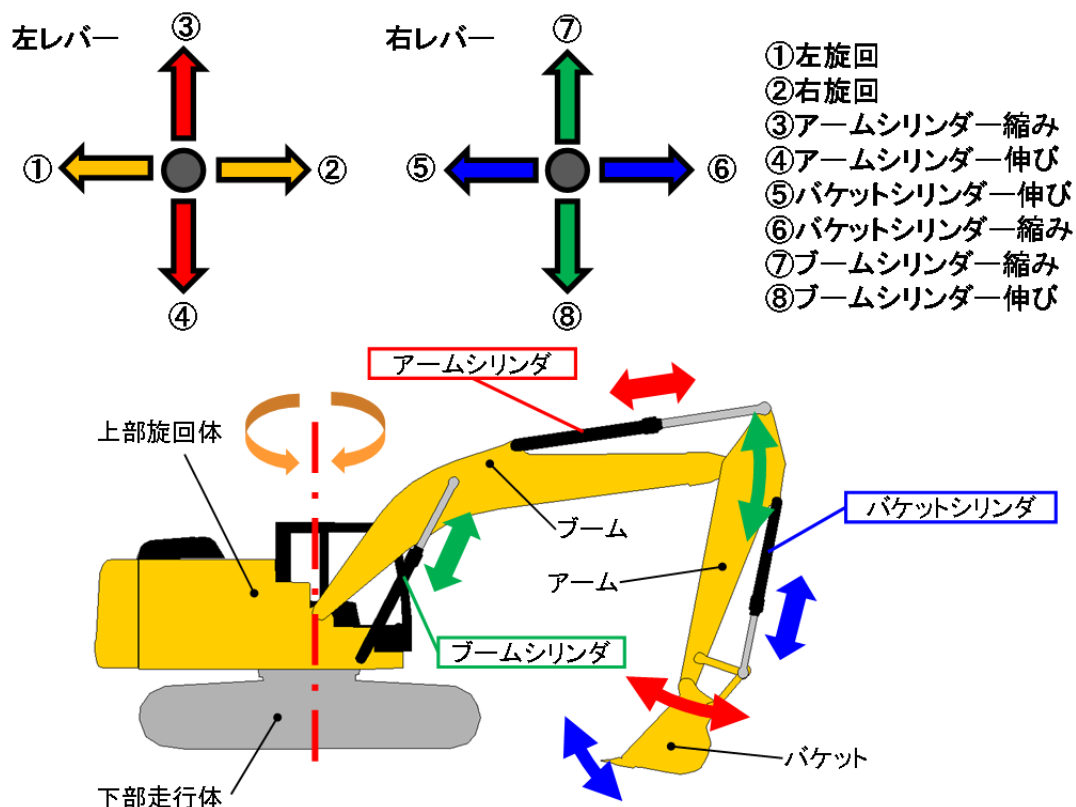 左レバー
③
①
②
④
右レバー
⑦
⑤
⑥
⑧
①左旋回
②右旋回
③アームシリンダー縮み
④アームシリンダー伸び
⑤バケットシリンダー伸び
⑥バケットシリンダー縮み
⑦ブームシリンダー縮み
⑧ブームシリンダー伸び
アームシリンダ
上部旋回体
ブーム
バケットシリンダ
アーム
ブームシリンダ
バケット
下部走行体